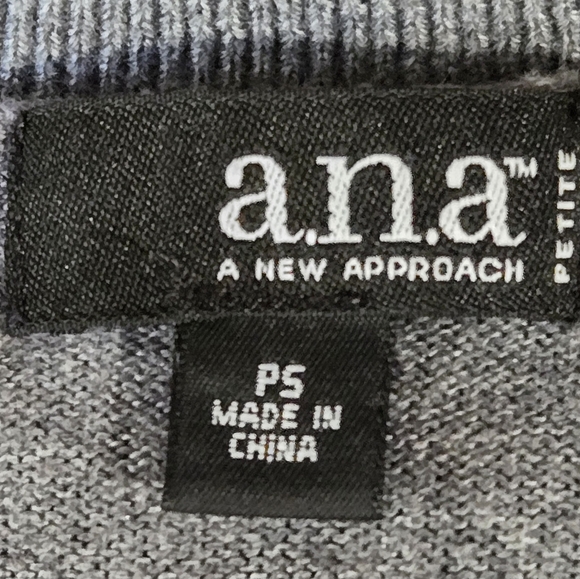 a.n.a™
A NEW APPROACH
PETITE
PS
MADE IN
CHINA